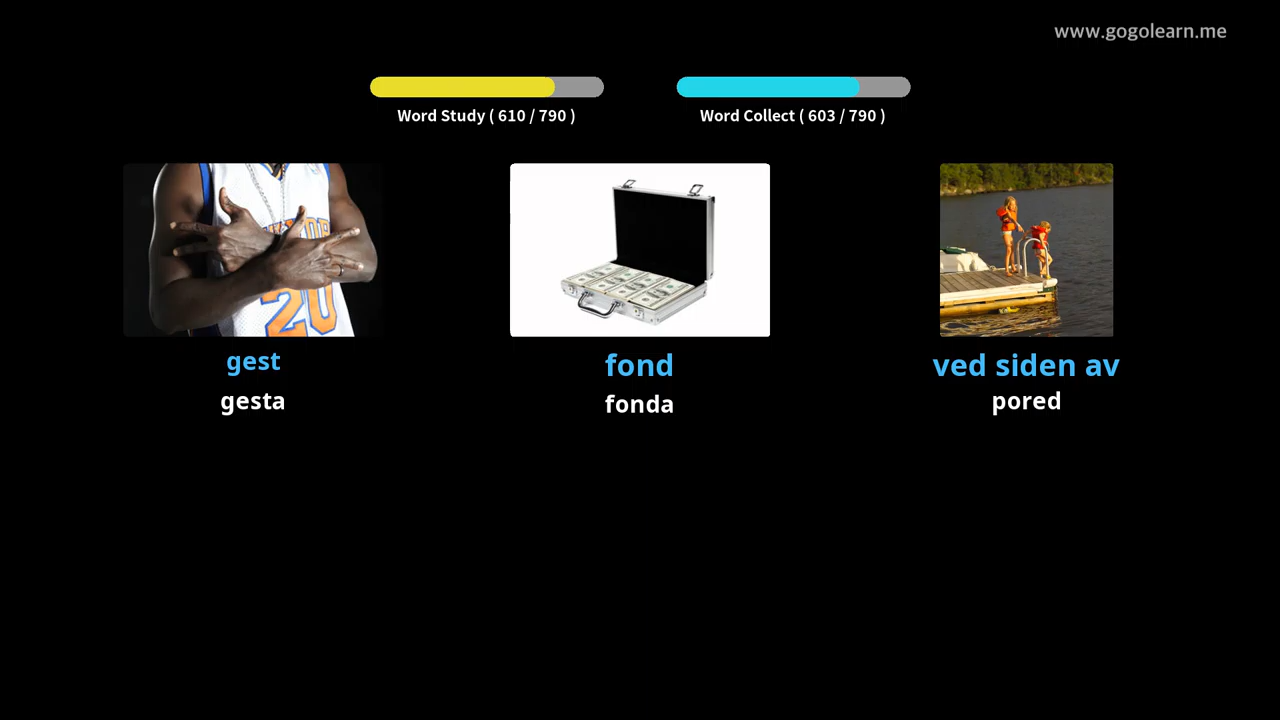 www.gogolearn.me
Word Study ( 610 / 790 )
Word Collect ( 603 / 790 )
20
gest
fond
ved siden av
gesta
fonda
pored